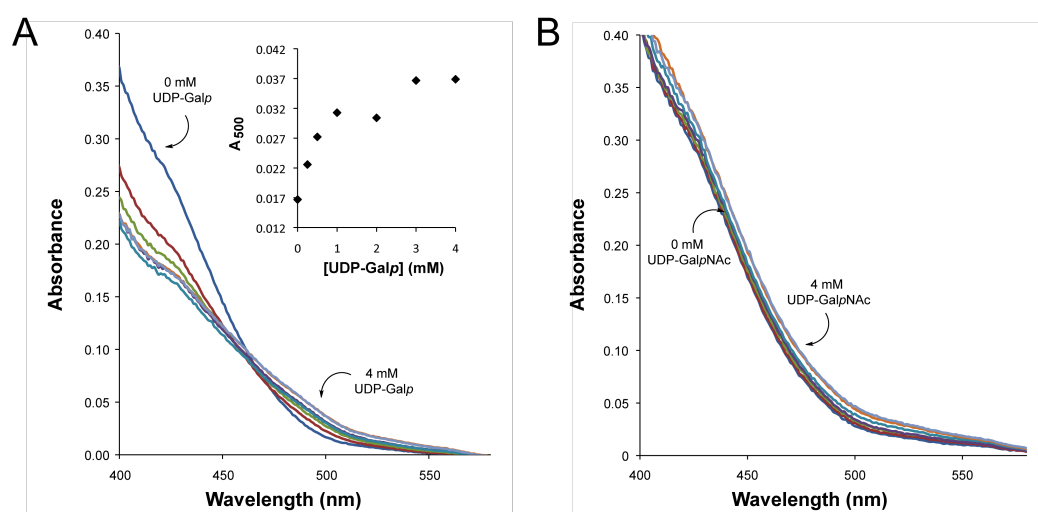 A
0.40
0.35
0.30
0.25
0.20
0.15
0.10
0.05
0.00
400
450
500
550
Absorbance
Wavelength (nm)
0 mM
UDP-Galp
4 mM
UDP-Galp
0.042
0.037
0.032
0.027
0.022
0.017
0.012
0
1
2
3
4
A500
[UDP-Galp] (mM)
B
0.40
0.35
0.30
0.25
0.20
0.15
0.10
0.05
0
400
450
500
550
Absorbance
Wavelength (nm)
0 mM
UDP-GalpNAc
4 mM
UDP-GalpNAc